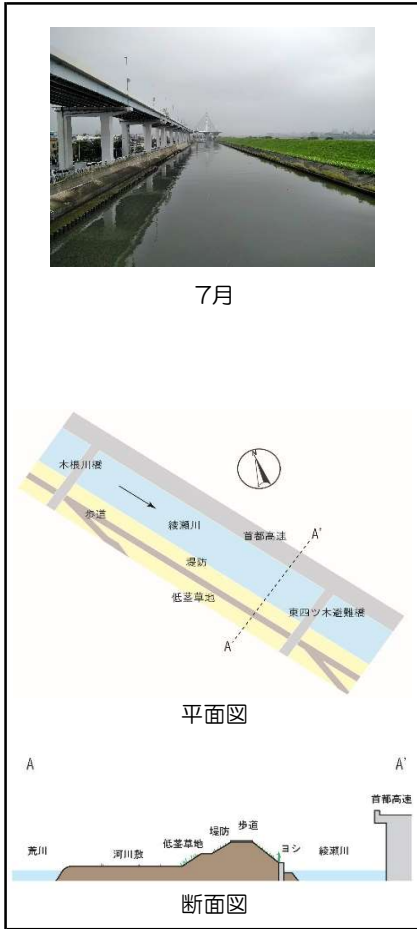 7月
N
木根川橋
歩道
綾瀬川
首都高速
A'
堤防
低茎草地
東四ツ木避難橋
A
平面図
A
A'
首都高速
歩道
堤防
低茎草地
荒川
河川敷
ヨシ
綾瀬川
断面図